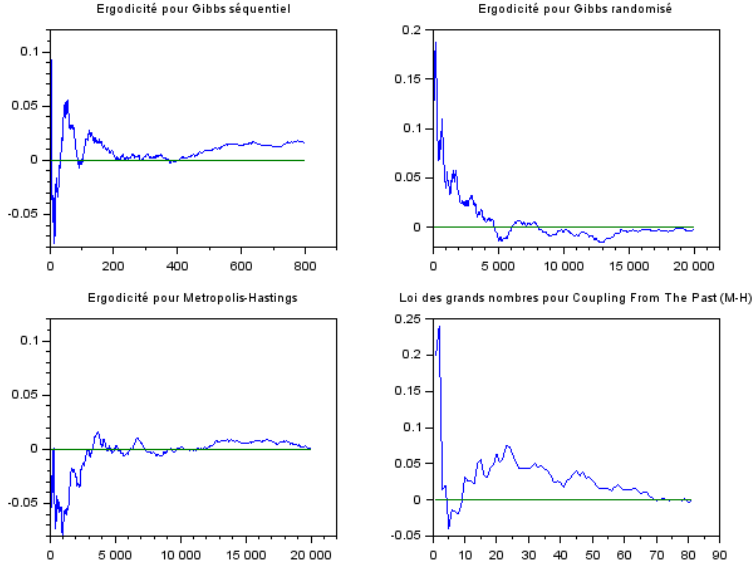 Ergodicité pour Gibbs séquentiel
0.1
0.05
0
-0.05
0 200 400 600 800
Ergodicité pour Gibbs randomisé
0.2
0.15
0.1
0.05
0
0 5 000 10 000 15 000 20 000
Ergodicité pour Metropolis-Hastings
0.1
0.05
0
-0.05
0 5 000 10 000 15 000 20 000
Loi des grands nombres pour Coupling From The Past (M-H)
0.25
0.2
0.15
0.1
0.05
0
-0.05
0 10 20 30 40 50 60 70 80 90